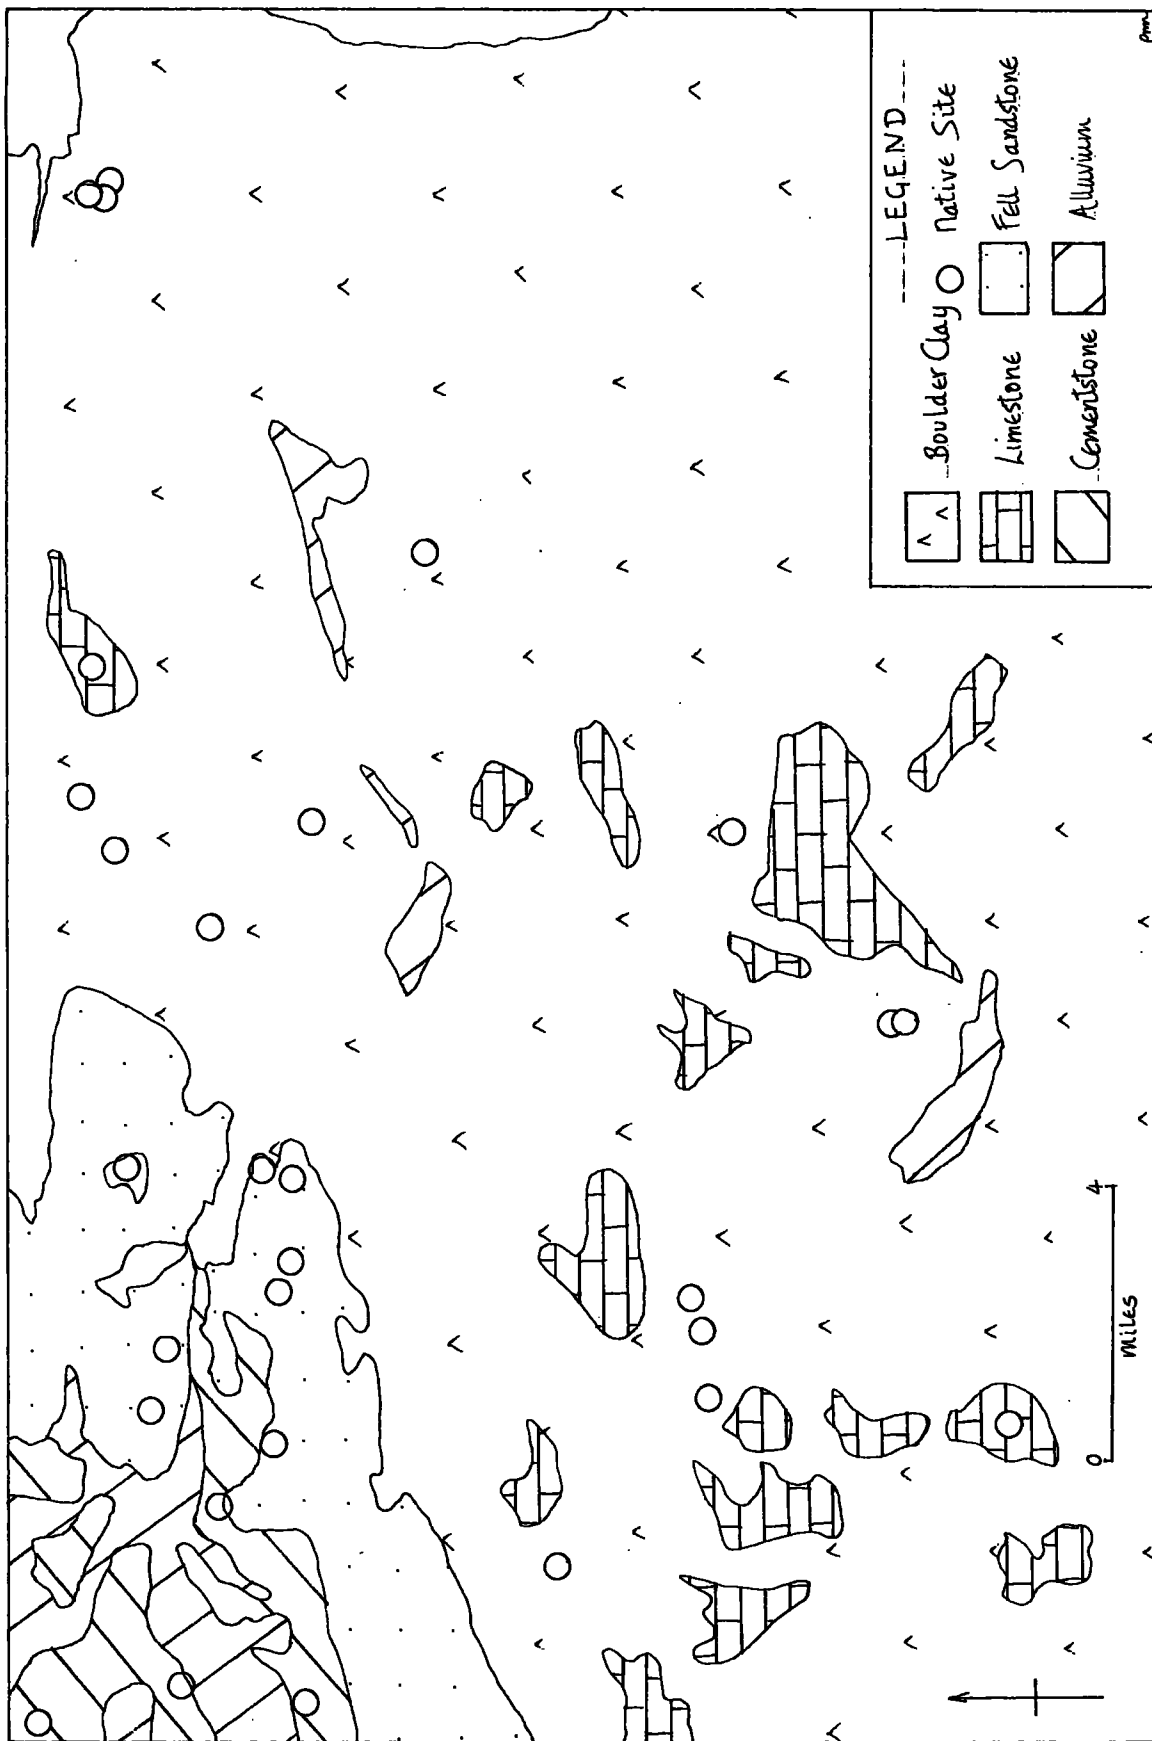 ----LEGEND----
Boulder Clay
Native Site
Limestone
Fell Sandstone
Cementstone
Alluvium
0
4
Miles